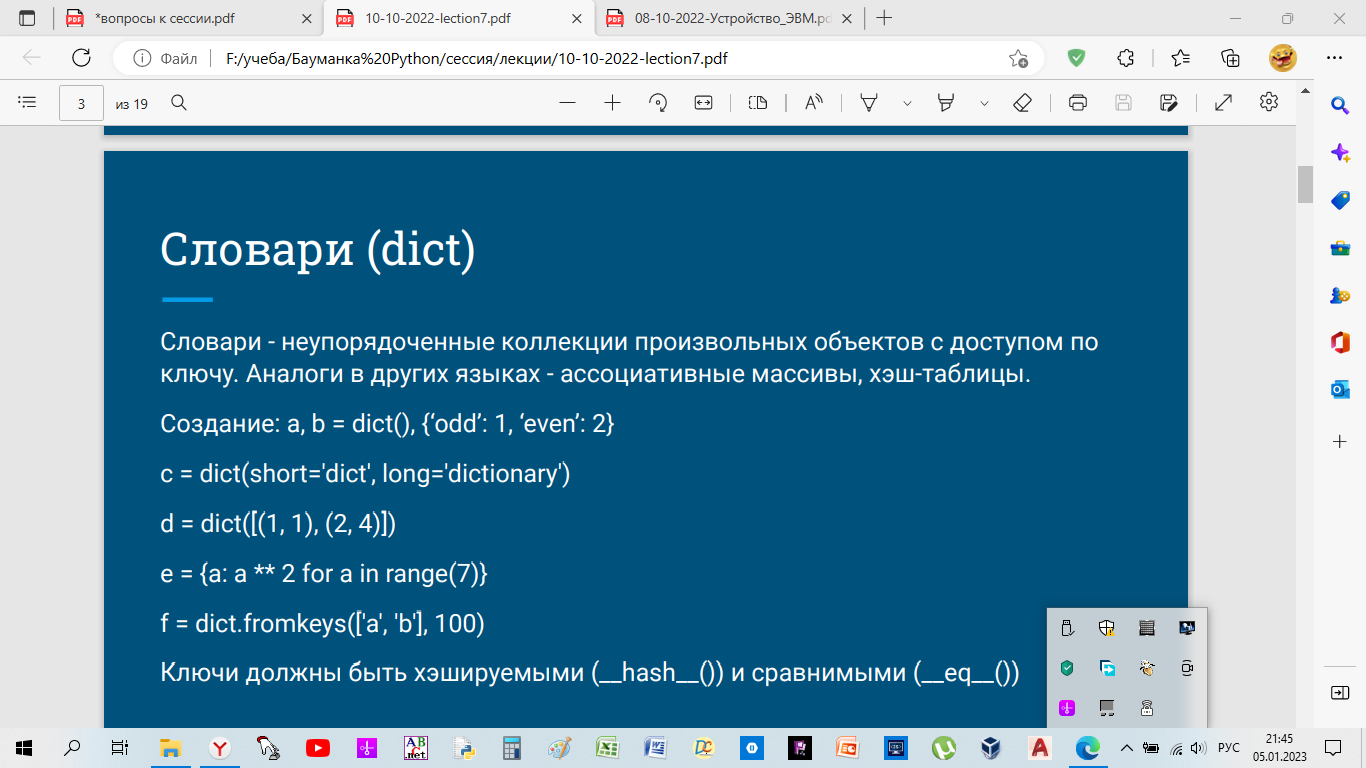 *вопросы к сессии.pdf
10-10-2022-lection7.pdf
08-10-2022-Устройство_ЭВМ.pd
Файл
F:/учеба/Бауманка%20Python/сессия/лекции/10-10-2022-lection7.pdf
3 из 19
Словари (dict)
Словари - неупорядоченные коллекции произвольных объектов с доступом по
ключу. Аналоги в других языках - ассоциативные массивы, хэш-таблицы.
Создание: a, b = dict(), {‘odd’: 1, ‘even’: 2}
c = dict(short='dict', long='dictionary')
d = dict([(1, 1), (2, 4)])
e = {a: a ** 2 for a in range(7)}
f = dict.fromkeys(['a', 'b'], 100)
Ключи должны быть хэшируемыми (__hash__()) и сравнимыми (__eq__())
РУС
21:45
05.01.2023